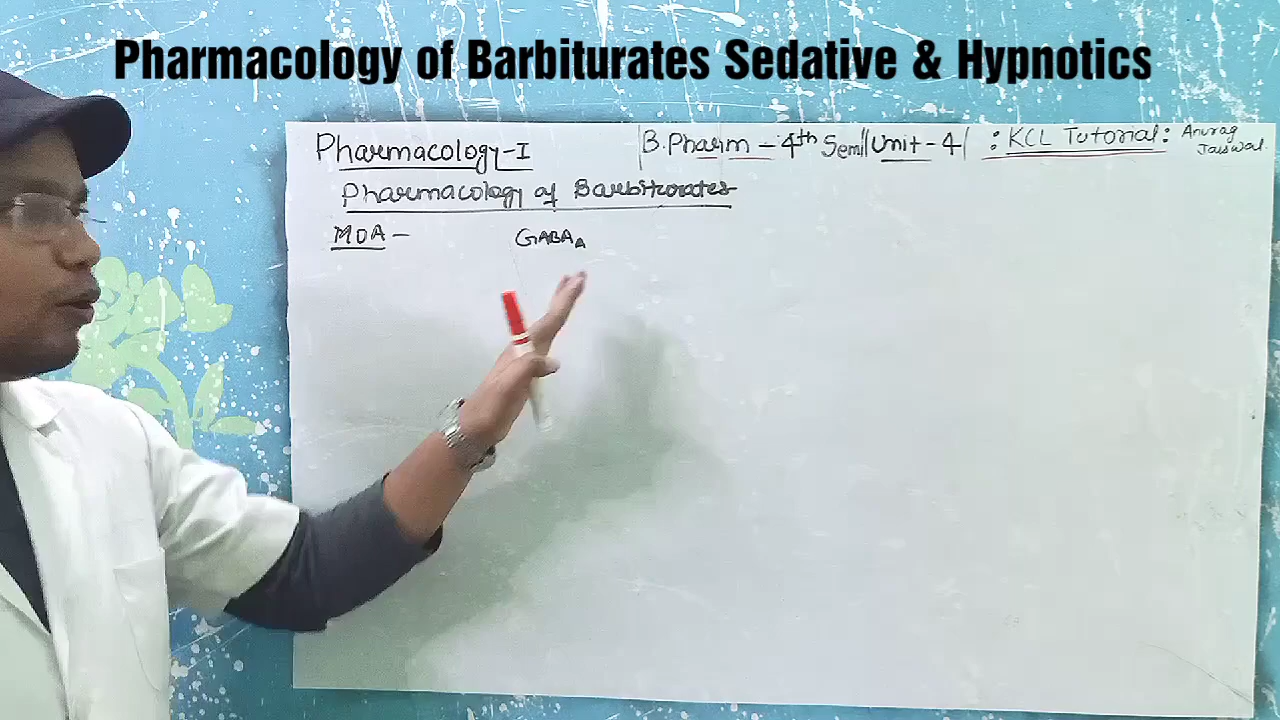 Pharmacology of Barbiturates Sedative & Hypnotics
Pharmacology-I
B.Pharm - 4th Sem || Unit - 4 | : KCL Tutorial : Anurag Jaiswal
Pharmacology of Barbiturates
MOA -
GABAA